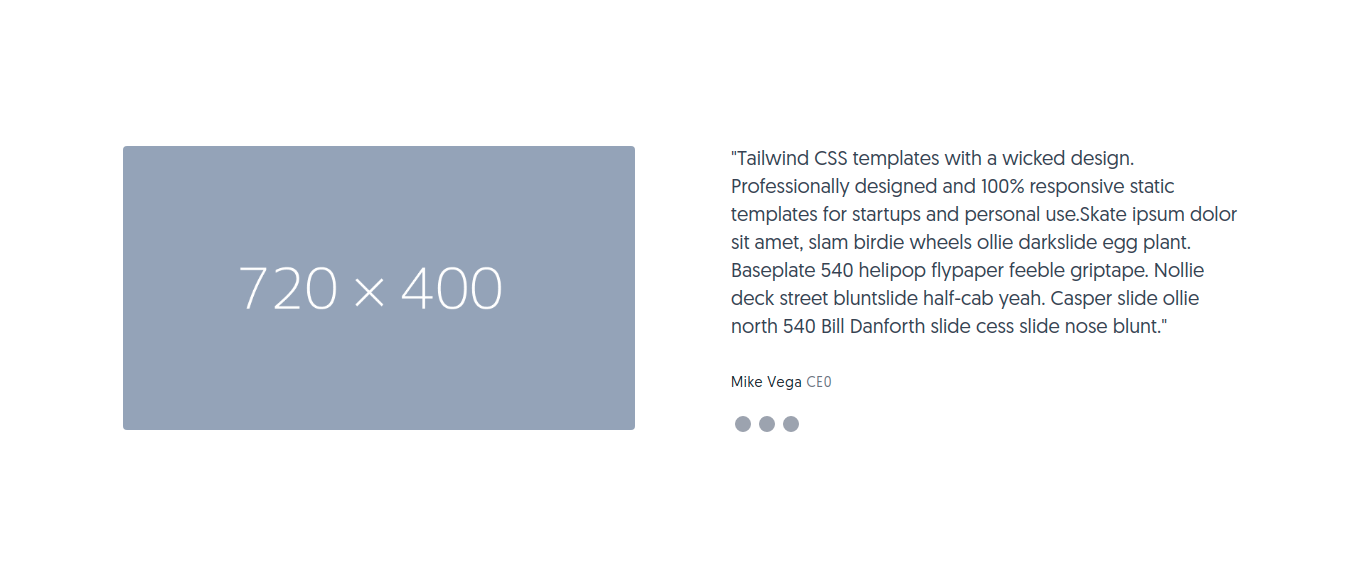 720 × 400
"Tailwind CSS templates with a wicked design.
Professionally designed and 100% responsive static
templates for startups and personal use.Skate ipsum dolor
sit amet, slam birdie wheels ollie darkslide egg plant.
Baseplate 540 helipop flypaper feeble griptape. Nollie
deck street bluntslide half-cab yeah. Casper slide ollie
north 540 Bill Danforth slide cess slide nose blunt."
Mike Vega CE0